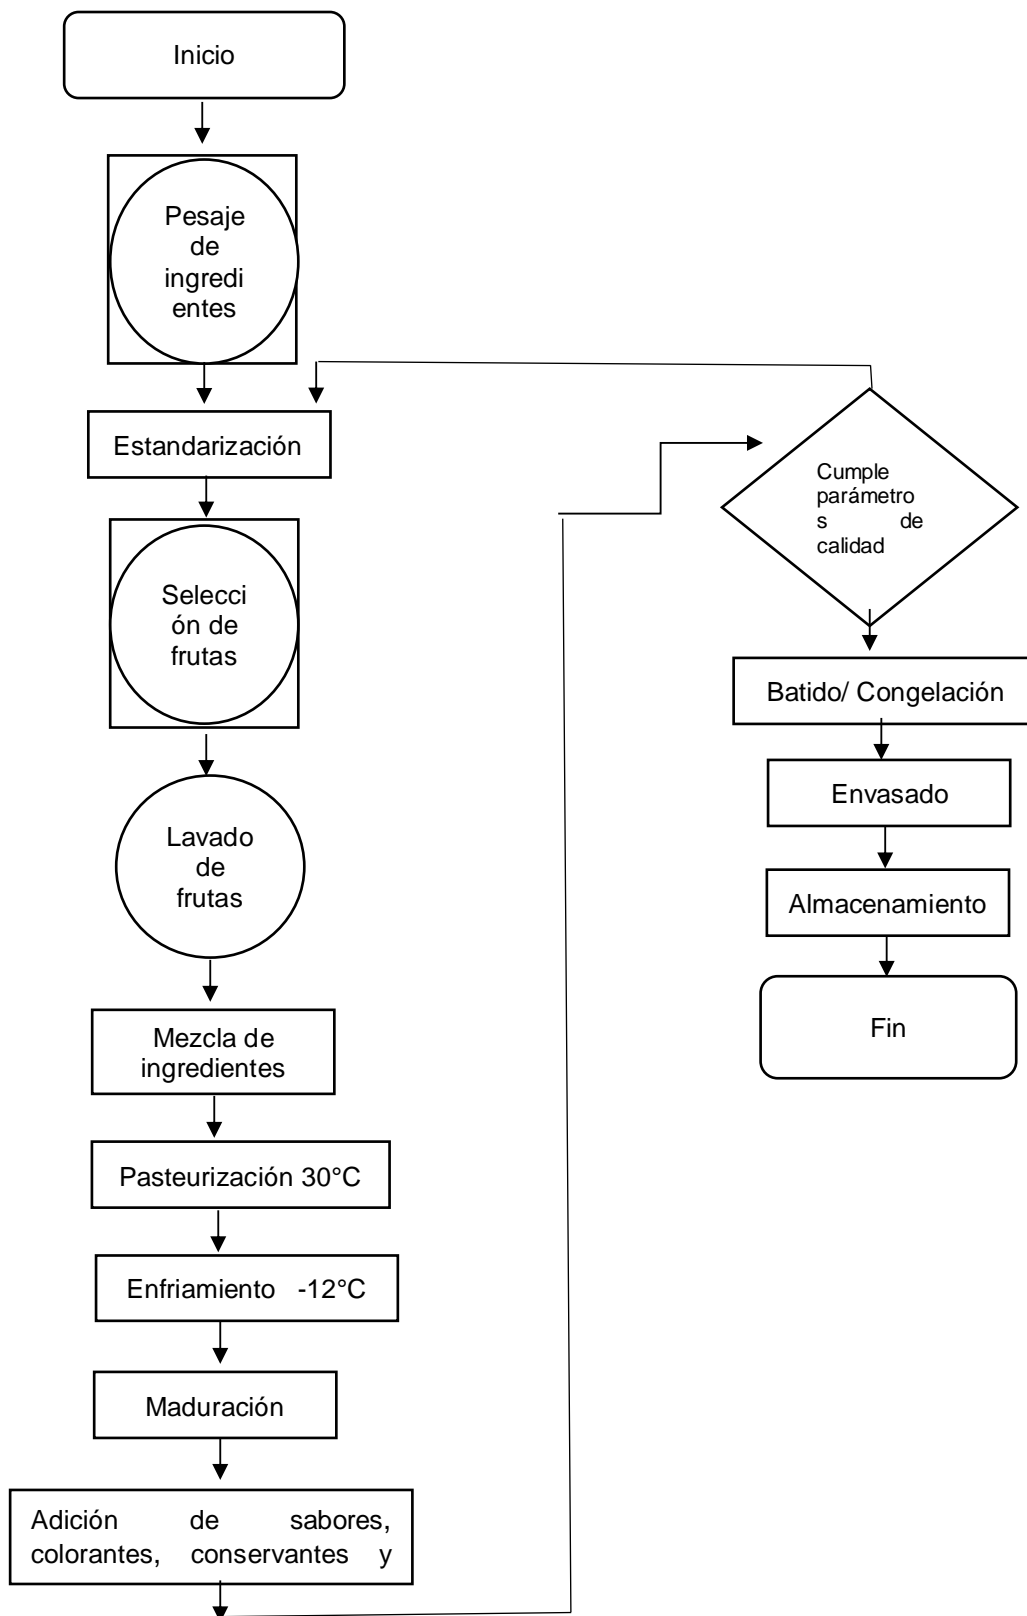 Inicio
Pesaje
de
ingredi
entes
Estandarización
Selecci
ón de
frutas
Lavado
de
frutas
Mezcla de
ingredientes
Pasteurización 30°C
Enfriamiento -12°C
Maduración
Adición de sabores,
colorantes, conservantes y
Cumple
parámetro
s de
calidad
Batido/ Congelación
Envasado
Almacenamiento
Fin